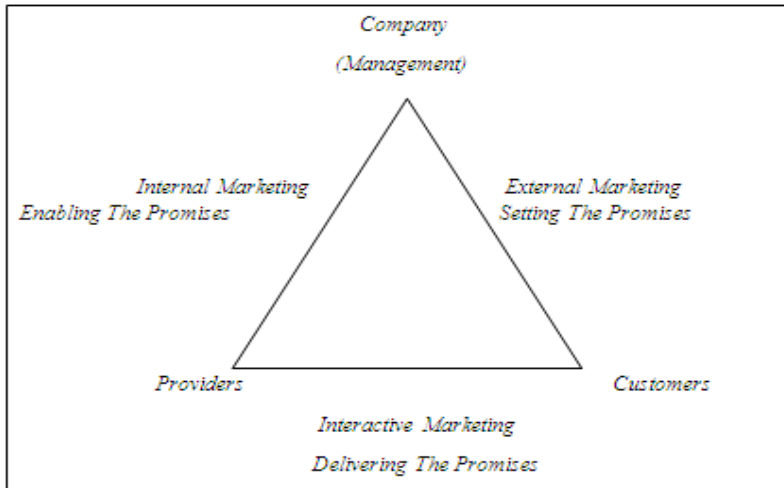 Company
(Management)
Internal Marketing
Enabling The Promises
External Marketing
Setting The Promises
Providers
Customers
Interactive Marketing
Delivering The Promises